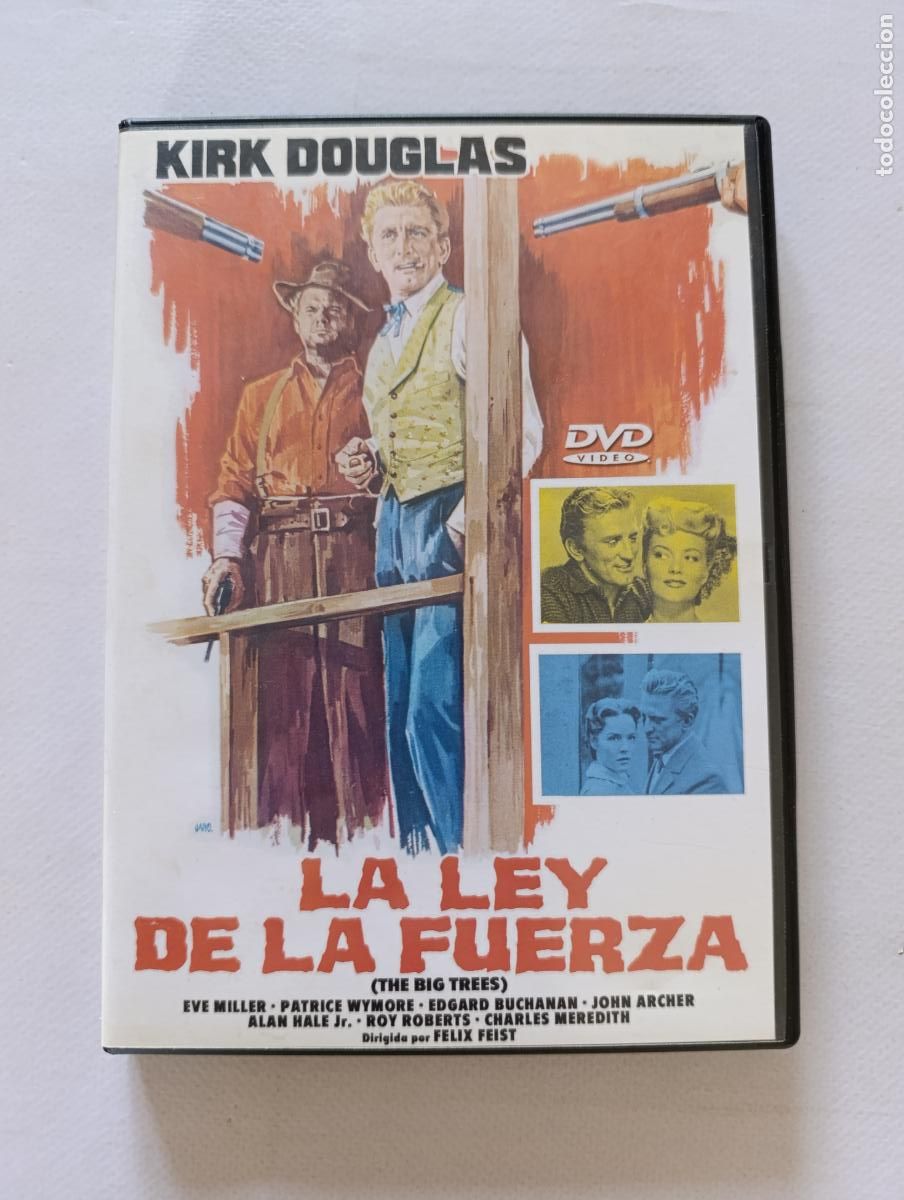 todocoleccion
KIRK DOUGLAS
DVD
VIDEO
JANO.
LA LEY
DE LA FUERZA
(THE BIG TREES)
EVE MILLER · PATRICE WYMORE · EDGARD BUCHANAN · JOHN ARCHER
ALAN HALE Jr. · ROY ROBERTS · CHARLES MEREDITH
Dirigida por FELIX FEIST